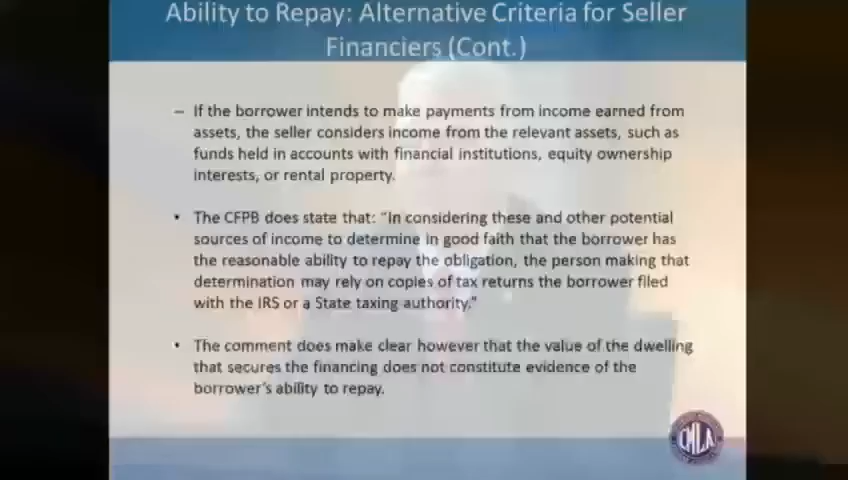 Ability to Repay: Alternative Criteria for Seller
Financiers (Cont.)
– If the borrower intends to make payments from income earned from
assets, the seller considers income from the relevant assets, such as
funds held in accounts with financial institutions, equity ownership
interests, or rental property.
• The CFPB does state that: "In considering these and other potential
sources of income to determine in good faith that the borrower has
the reasonable ability to repay the obligation, the person making that
determination may rely on copies of tax returns the borrower filed
with the IRS or a State taxing authority."
• The comment does make clear however that the value of the dwelling
that secures the financing does not constitute evidence of the
borrower's ability to repay.
CMLA